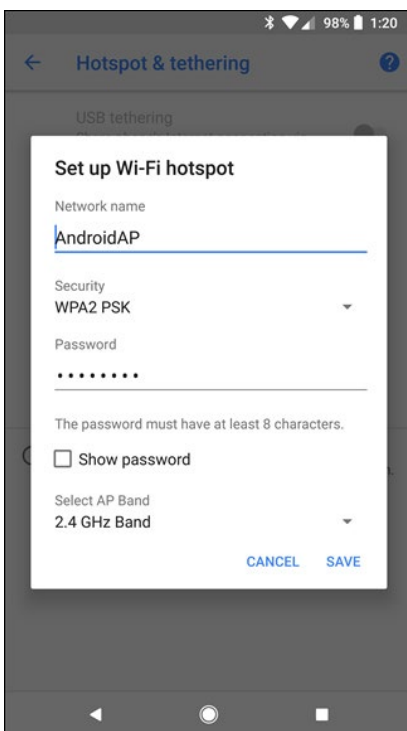 98% 1:20
Hotspot & tethering
USB tethering
Set up Wi-Fi hotspot
Network name
AndroidAP
Security
WPA2 PSK
Password
••••••••
The password must have at least 8 characters.
Show password
Select AP Band
2.4 GHz Band
CANCEL SAVE